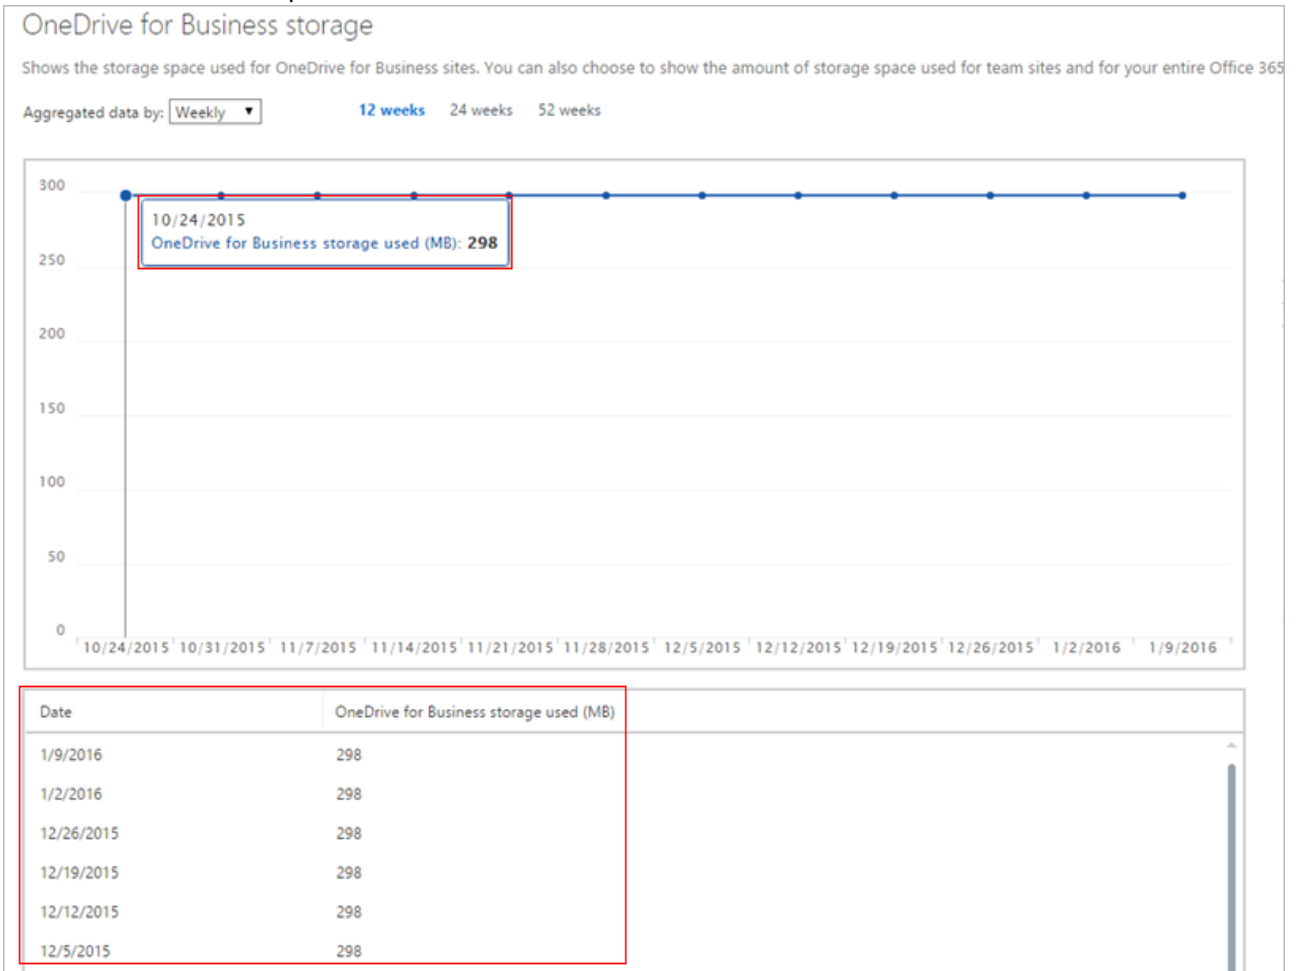 OneDrive for Business storage
Shows the storage space used for OneDrive for Business sites. You can also choose to show the amount of storage space used for team sites and for your entire Office 365
Aggregated data by: Weekly 12 weeks 24 weeks 52 weeks
300
10/24/2015
OneDrive for Business storage used (MB): 298
250
200
150
100
50
0
10/24/2015 10/31/2015 11/7/2015 11/14/2015 11/21/2015 11/28/2015 12/5/2015 12/12/2015 12/19/2015 12/26/2015 1/2/2016 1/9/2016
Date OneDrive for Business storage used (MB)
1/9/2016 298
1/2/2016 298
12/26/2015 298
12/19/2015 298
12/12/2015 298
12/5/2015 298